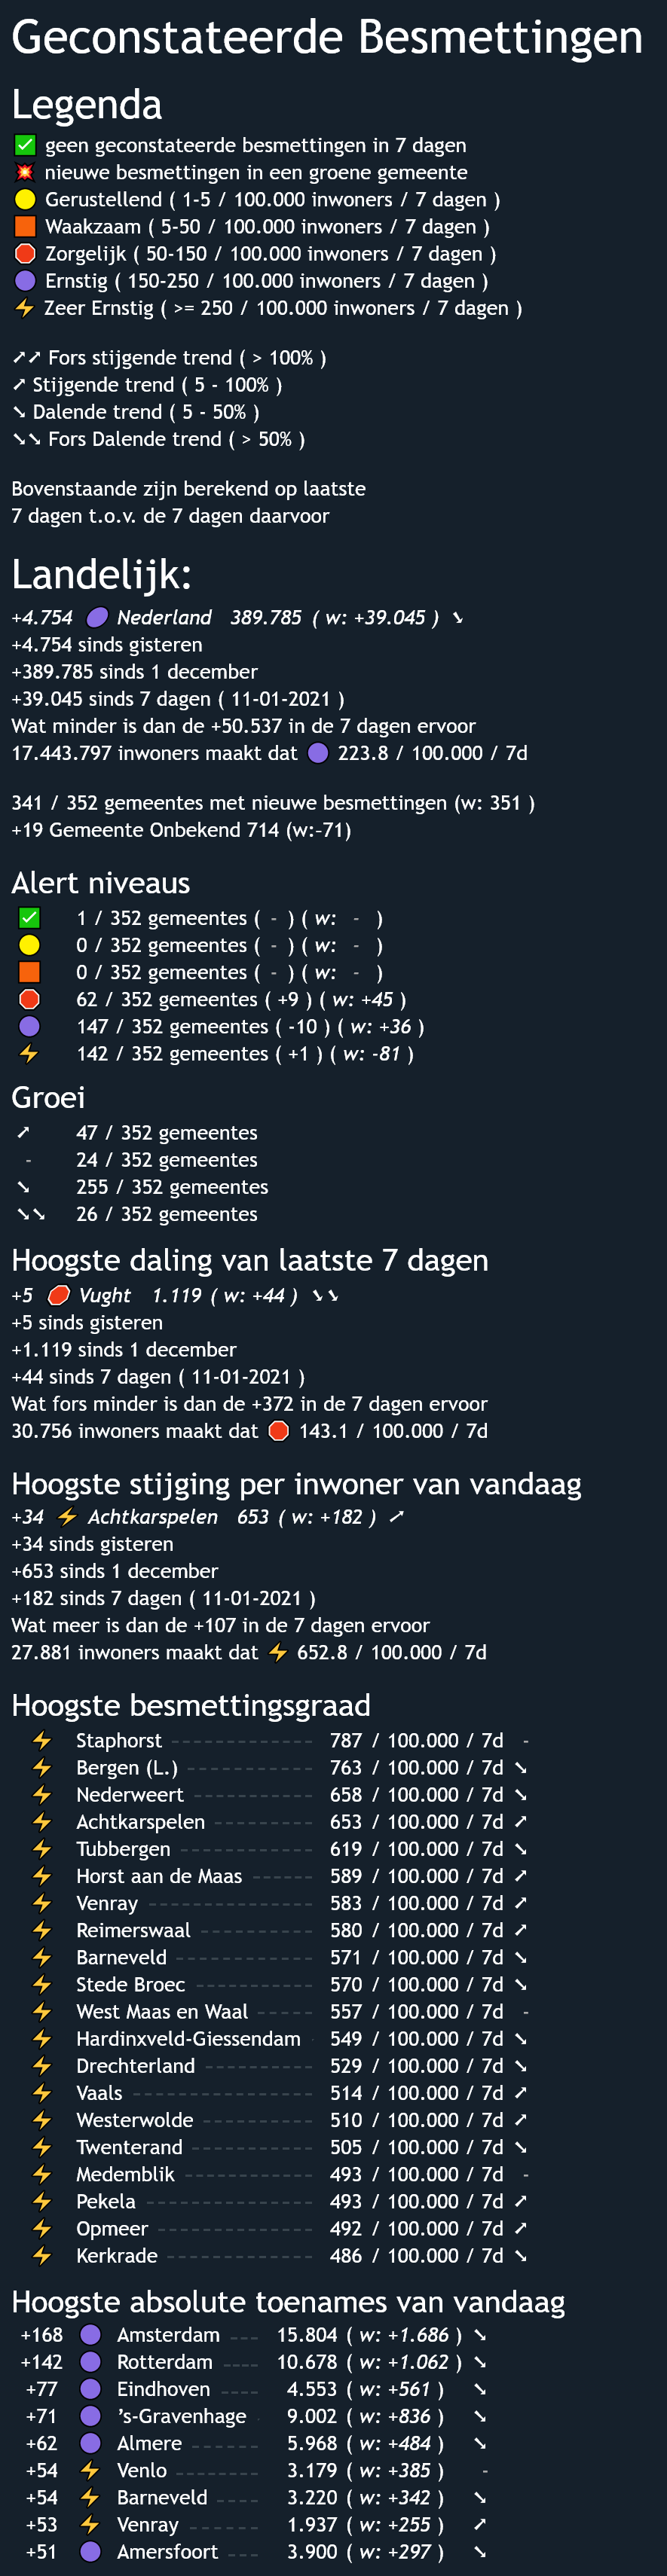 Geconstateerde Besmettingen
Legenda
✅ geen geconstateerde besmettingen in 7 dagen
💥 nieuwe besmettingen in een groene gemeente
🟡 Gerustellend ( 1-5 / 100.000 inwoners / 7 dagen )
🟧 Waakzaam ( 5-50 / 100.000 inwoners / 7 dagen )
🛑 Zorgelijk ( 50-150 / 100.000 inwoners / 7 dagen )
🟣 Ernstig ( 150-250 / 100.000 inwoners / 7 dagen )
⚡ Zeer Ernstig ( >= 250 / 100.000 inwoners / 7 dagen )
➚➚ Fors stijgende trend ( > 100% )
➚ Stijgende trend ( 5 - 100% )
➘ Dalende trend ( 5 - 50% )
➘➘ Fors Dalende trend ( > 50% )
Bovenstaande zijn berekend op laatste
7 dagen t.o.v. de 7 dagen daarvoor
Landelijk:
+4.754 🟣 Nederland 389.785 ( w: +39.045 ) ➘
+4.754 sinds gisteren
+389.785 sinds 1 december
+39.045 sinds 7 dagen ( 11-01-2021 )
Wat minder is dan de +50.537 in de 7 dagen ervoor
17.443.797 inwoners maakt dat 🟣 223.8 / 100.000 / 7d
341 / 352 gemeentes met nieuwe besmettingen (w: 351 )
+19 Gemeente Onbekend 714 (w:-71)
Alert niveaus
✅ 1 / 352 gemeentes ( - ) ( w: - )
🟡 0 / 352 gemeentes ( - ) ( w: - )
🟧 0 / 352 gemeentes ( - ) ( w: - )
🛑 62 / 352 gemeentes ( +9 ) ( w: +45 )
🟣 147 / 352 gemeentes ( -10 ) ( w: +36 )
⚡ 142 / 352 gemeentes ( +1 ) ( w: -81 )
Groei
➚ 47 / 352 gemeentes
- 24 / 352 gemeentes
➘ 255 / 352 gemeentes
➘➘ 26 / 352 gemeentes
Hoogste daling van laatste 7 dagen
+5 🛑 Vught 1.119 ( w: +44 ) ➘➘
+5 sinds gisteren
+1.119 sinds 1 december
+44 sinds 7 dagen ( 11-01-2021 )
Wat fors minder is dan de +372 in de 7 dagen ervoor
30.756 inwoners maakt dat 🛑 143.1 / 100.000 / 7d
Hoogste stijging per inwoner van vandaag
+34 ⚡ Achtkarspelen 653 ( w: +182 ) ➚
+34 sinds gisteren
+653 sinds 1 december
+182 sinds 7 dagen ( 11-01-2021 )
Wat meer is dan de +107 in de 7 dagen ervoor
27.881 inwoners maakt dat ⚡ 652.8 / 100.000 / 7d
Hoogste besmettingsgraad
⚡ Staphorst 787 / 100.000 / 7d -
⚡ Bergen (L.) 763 / 100.000 / 7d ➘
⚡ Nederweert 658 / 100.000 / 7d ➘
⚡ Achtkarspelen 653 / 100.000 / 7d ➚
⚡ Tubbergen 619 / 100.000 / 7d ➘
⚡ Horst aan de Maas 589 / 100.000 / 7d ➚
⚡ Venray 583 / 100.000 / 7d ➚
⚡ Reimerswaal 580 / 100.000 / 7d ➚
⚡ Barneveld 571 / 100.000 / 7d ➘
⚡ Stede Broec 570 / 100.000 / 7d ➘
⚡ West Maas en Waal 557 / 100.000 / 7d -
⚡ Hardinxveld-Giessendam 549 / 100.000 / 7d ➘
⚡ Drechterland 529 / 100.000 / 7d ➘
⚡ Vaals 514 / 100.000 / 7d ➚
⚡ Westerwolde 510 / 100.000 / 7d ➚
⚡ Twenterand 505 / 100.000 / 7d ➘
⚡ Medemblik 493 / 100.000 / 7d -
⚡ Pekela 493 / 100.000 / 7d ➚
⚡ Opmeer 492 / 100.000 / 7d ➚
⚡ Kerkrade 486 / 100.000 / 7d ➘
Hoogste absolute toenames van vandaag
+168 🟣 Amsterdam 15.804 ( w: +1.686 ) ➘
+142 🟣 Rotterdam 10.678 ( w: +1.062 ) ➘
+77 🟣 Eindhoven 4.553 ( w: +561 ) ➘
+71 🟣 's-Gravenhage 9.002 ( w: +836 ) ➘
+62 🟣 Almere 5.968 ( w: +484 ) ➘
+54 ⚡ Venlo 3.179 ( w: +385 ) -
+54 ⚡ Barneveld 3.220 ( w: +342 ) ➘
+53 ⚡ Venray 1.937 ( w: +255 ) ➚
+51 🟣 Amersfoort 3.900 ( w: +297 ) ➘